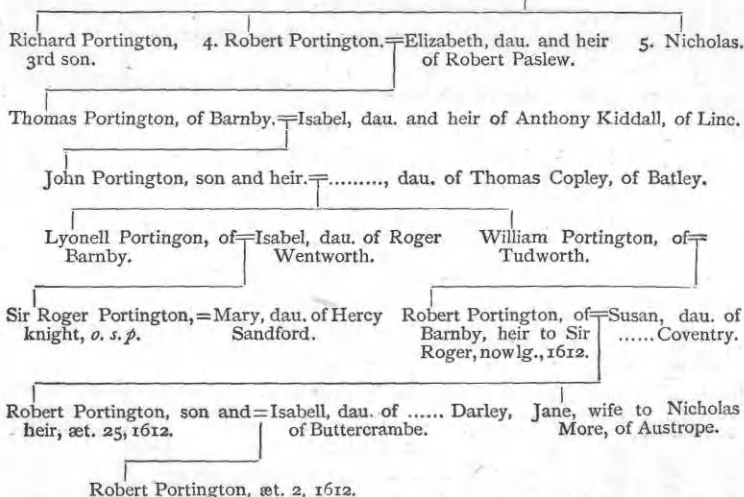 Richard Portington, 4. Robert Portington.=Elizabeth, dau. and heir 5. Nicholas.
3rd son. of Robert Paslew.
Thomas Portington, of Barnby.=Isabel, dau. and heir of Anthony Kiddall, of Linc.
John Portington, son and heir.=........., dau. of Thomas Copley, of Batley.
Lyonell Portingon, of=Isabel, dau. of Roger William Portington, of=
Barnby. Wentworth. Tudworth.
Sir Roger Portington,=Mary, dau. of Hercy Robert Portington, of=Susan, dau. of
knight, o. s. p. Sandford. Barnby, heir to Sir ......Coventry.
Roger, now lg., 1612.
Robert Portington, son and=Isabell, dau. of ...... Darley, Jane, wife to Nicholas
heir, æt. 25, 1612. of Buttercrambe. More, of Austrope.
Robert Portington, æt. 2, 1612.